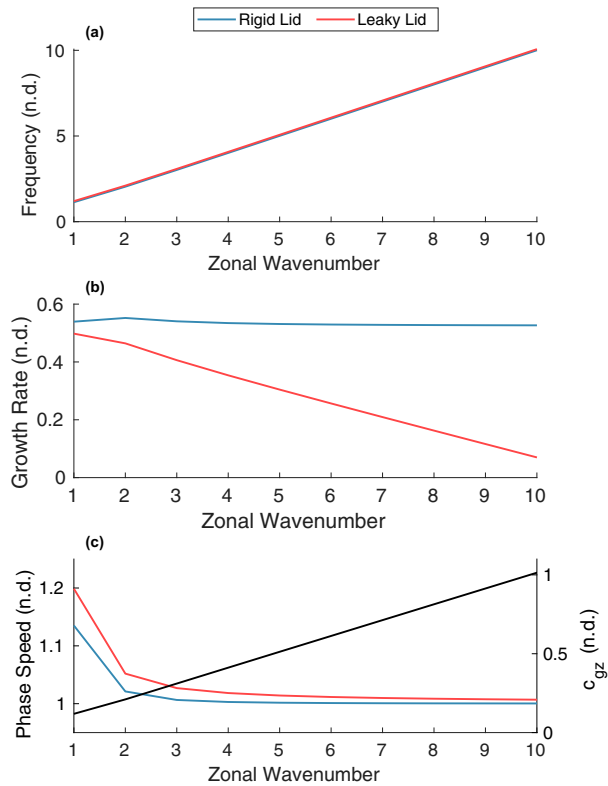 Rigid Lid Leaky Lid
(a)
10
5
0
Frequency (n.d.)
1 2 3 4 5 6 7 8 9 10
Zonal Wavenumber
(b)
0.6
0.4
0.2
0
Growth Rate (n.d.)
1 2 3 4 5 6 7 8 9 10
Zonal Wavenumber
(c)
1.2
1.1
1
Phase Speed (n.d.)
1
0.5
0
c_gz (n.d.)
1 2 3 4 5 6 7 8 9 10
Zonal Wavenumber